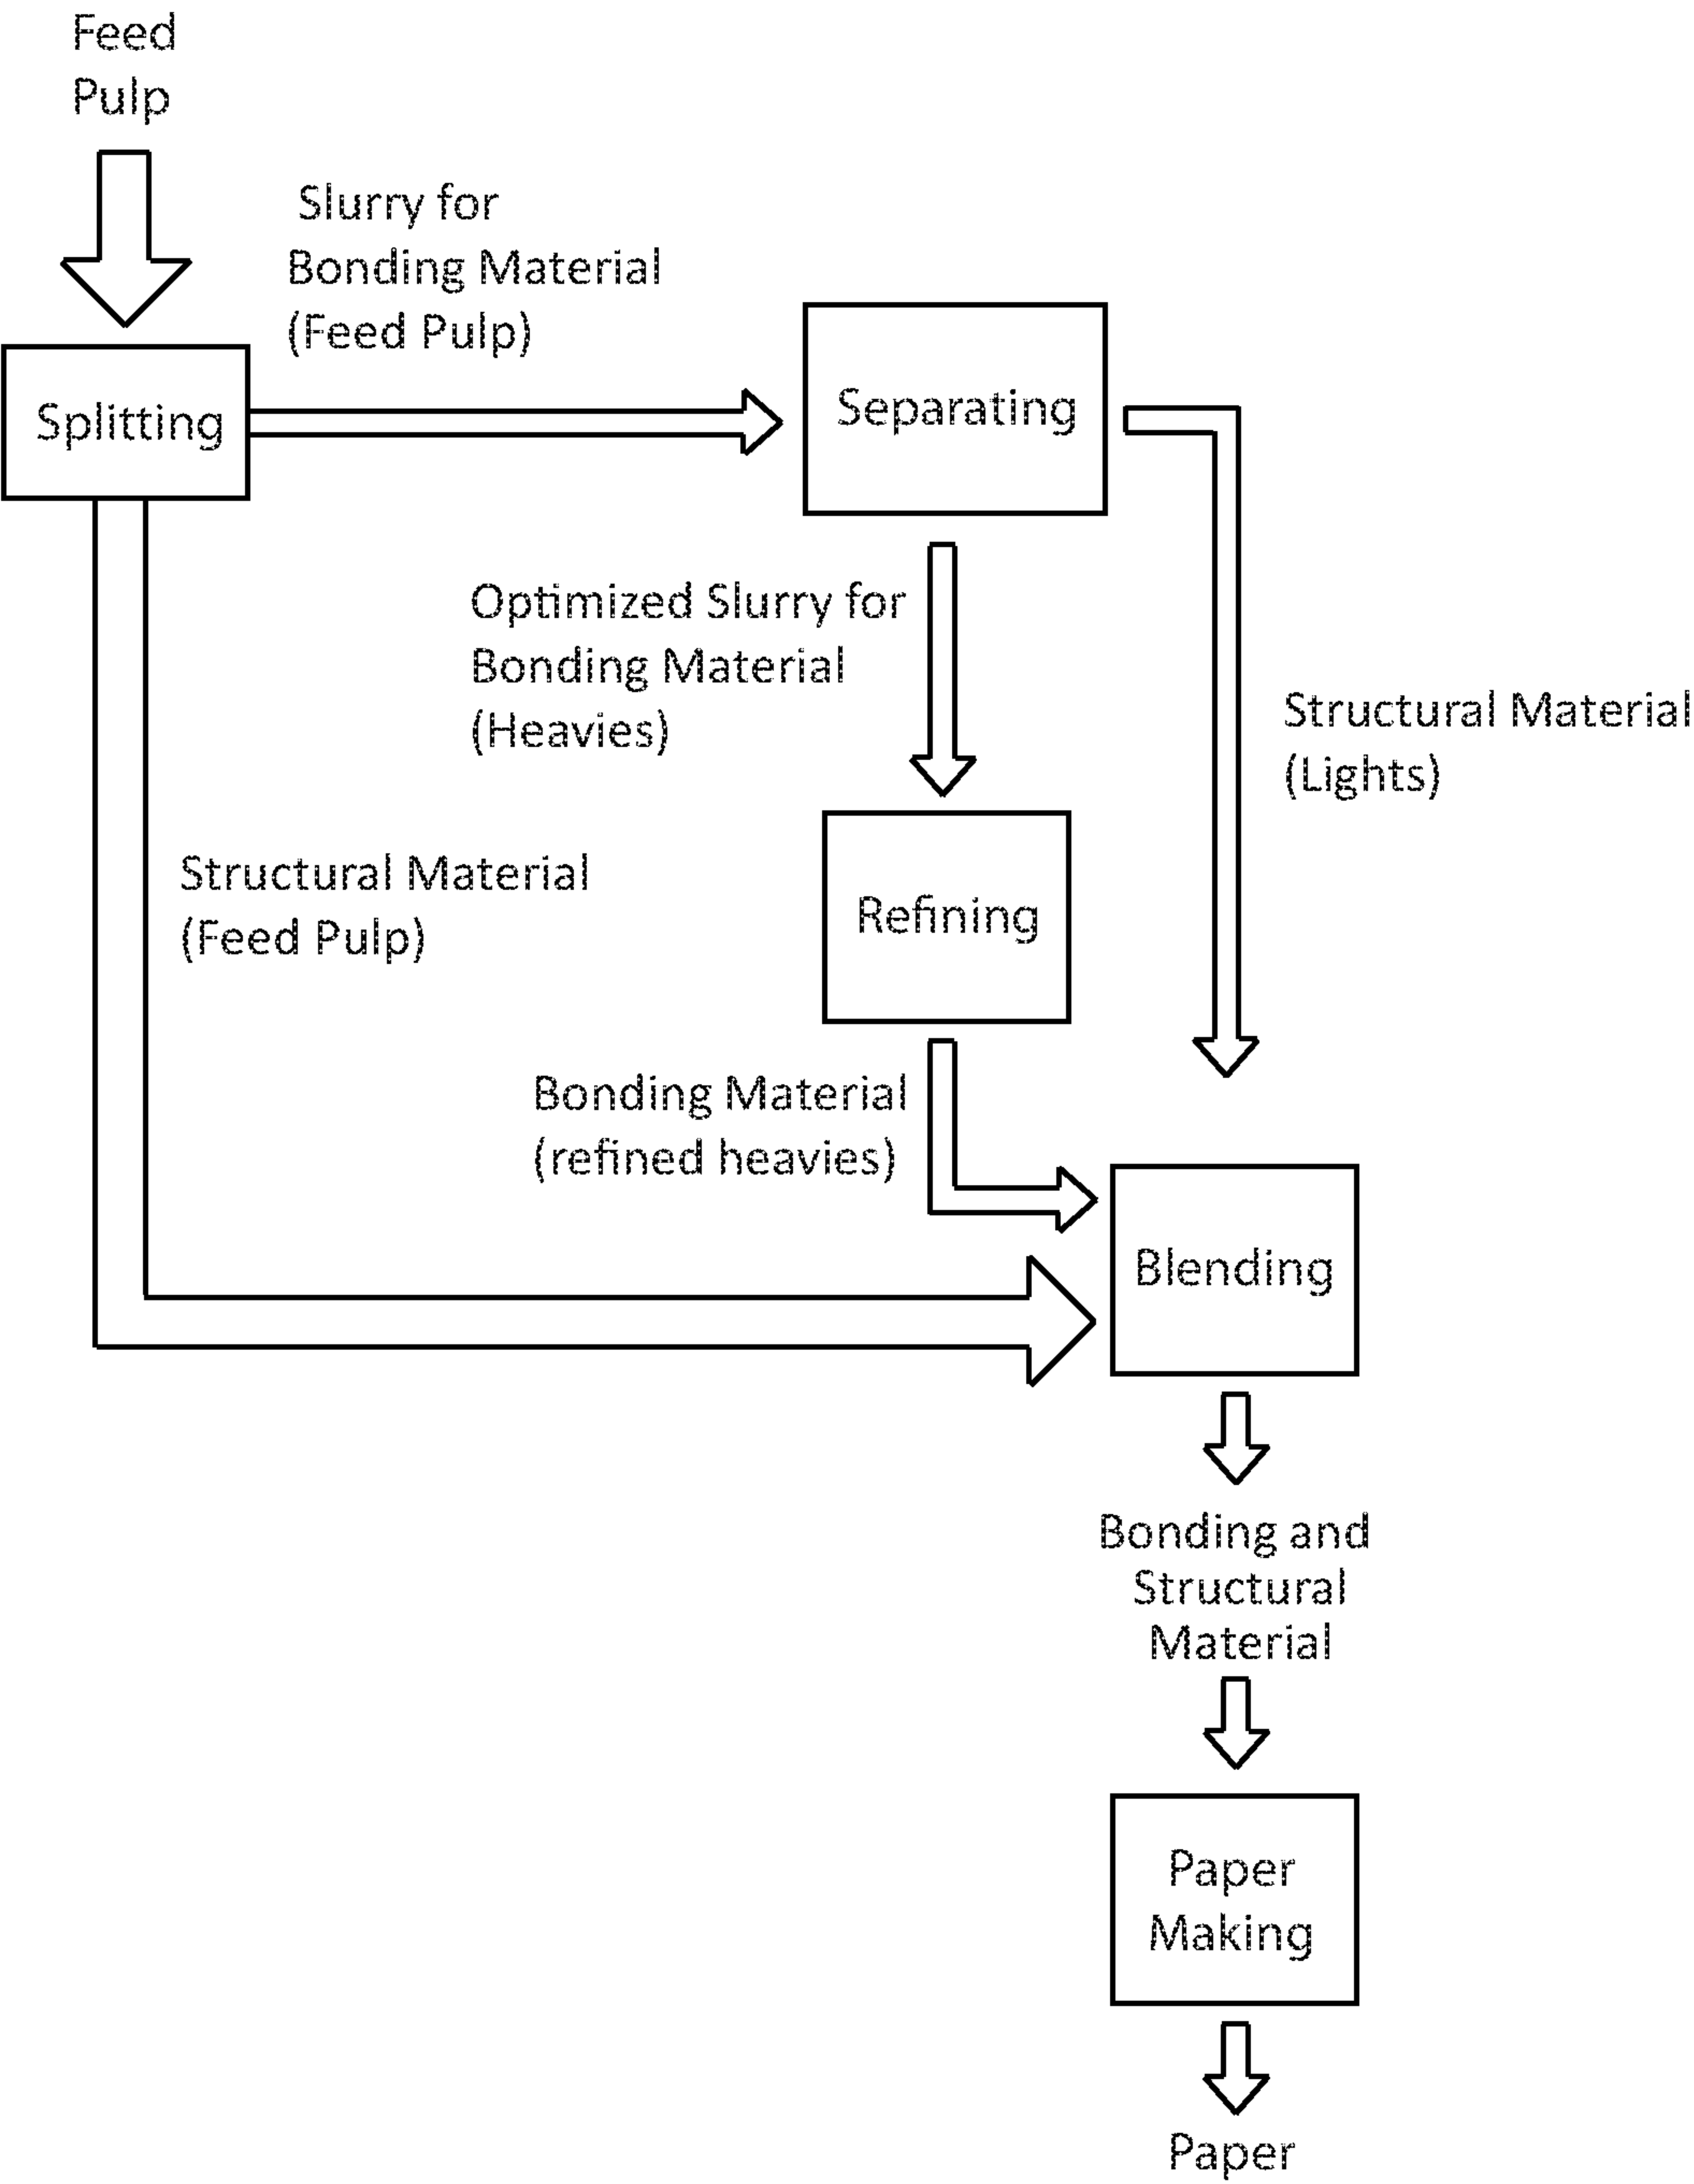 Feed
Pulp
Slurry for
Bonding Material
(Feed Pulp)
Splitting
Separating
Optimized Slurry for
Bonding Material
(Heavies)
Structural Material
(Lights)
Structural Material
(Feed Pulp)
Refining
Bonding Material
(refined heavies)
Blending
Bonding and
Structural
Material
Paper
Making
Paper